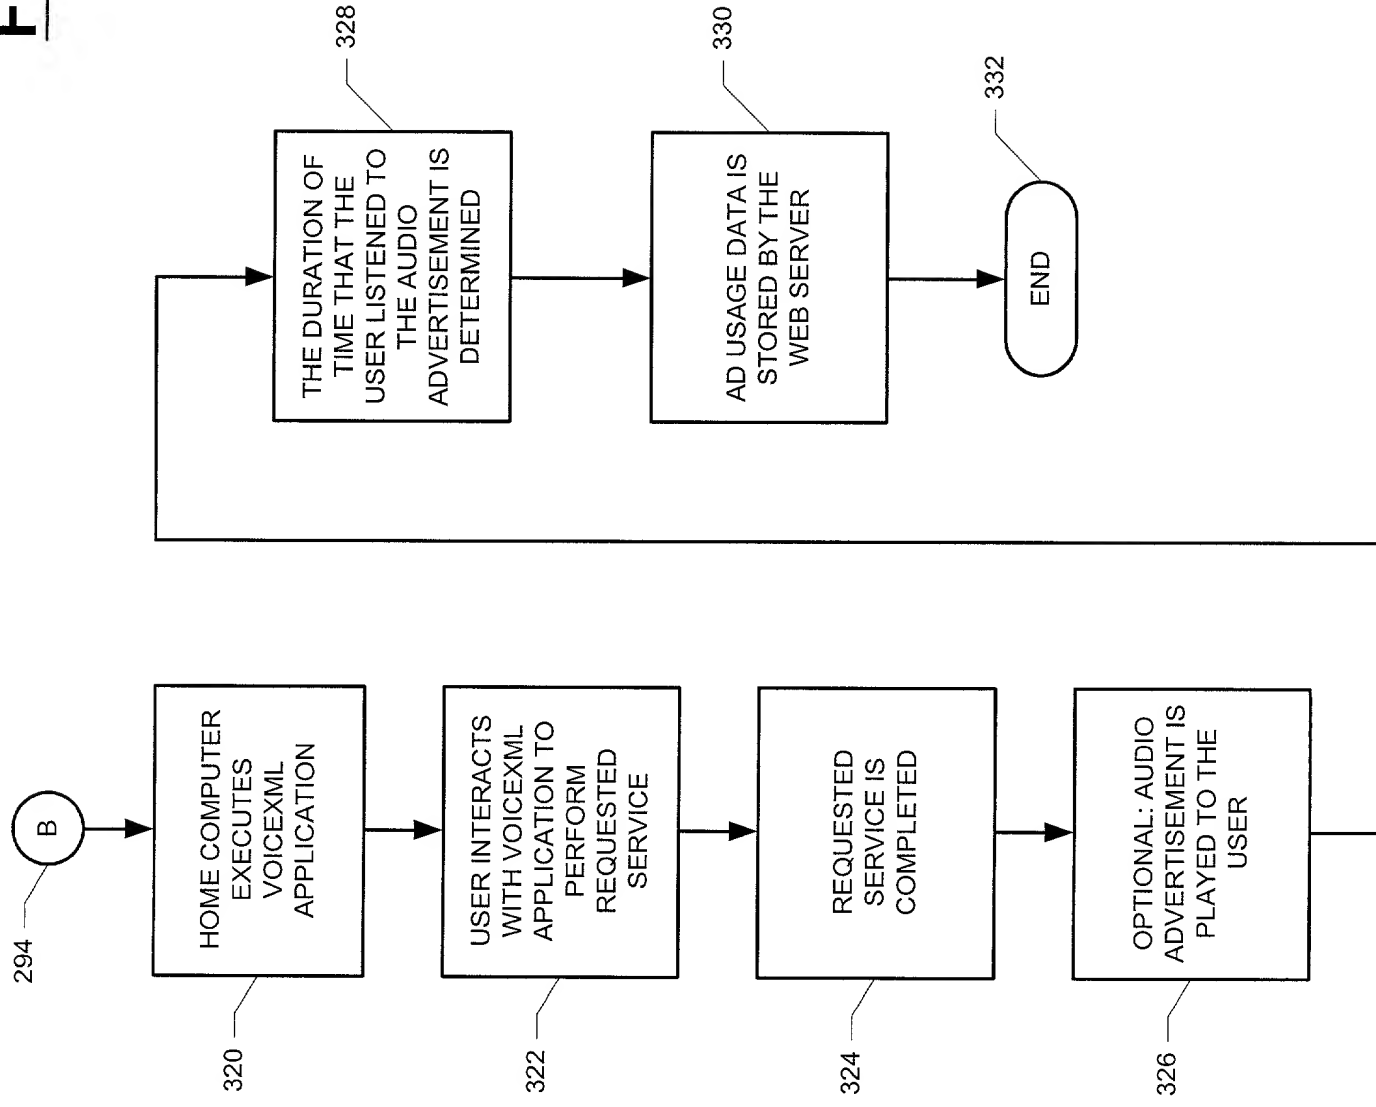 294
B
320
HOME COMPUTER
EXECUTES
VOICEXML
APPLICATION
322
USER INTERACTS
WITH VOICEXML
APPLICATION TO
PERFORM
REQUESTED
SERVICE
324
REQUESTED
SERVICE IS
COMPLETED
326
OPTIONAL: AUDIO
ADVERTISEMENT IS
PLAYED TO THE
USER
328
THE DURATION OF
TIME THAT THE
USER LISTENED TO
THE AUDIO
ADVERTISEMENT IS
DETERMINED
330
AD USAGE DATA IS
STORED BY THE
WEB SERVER
332
END